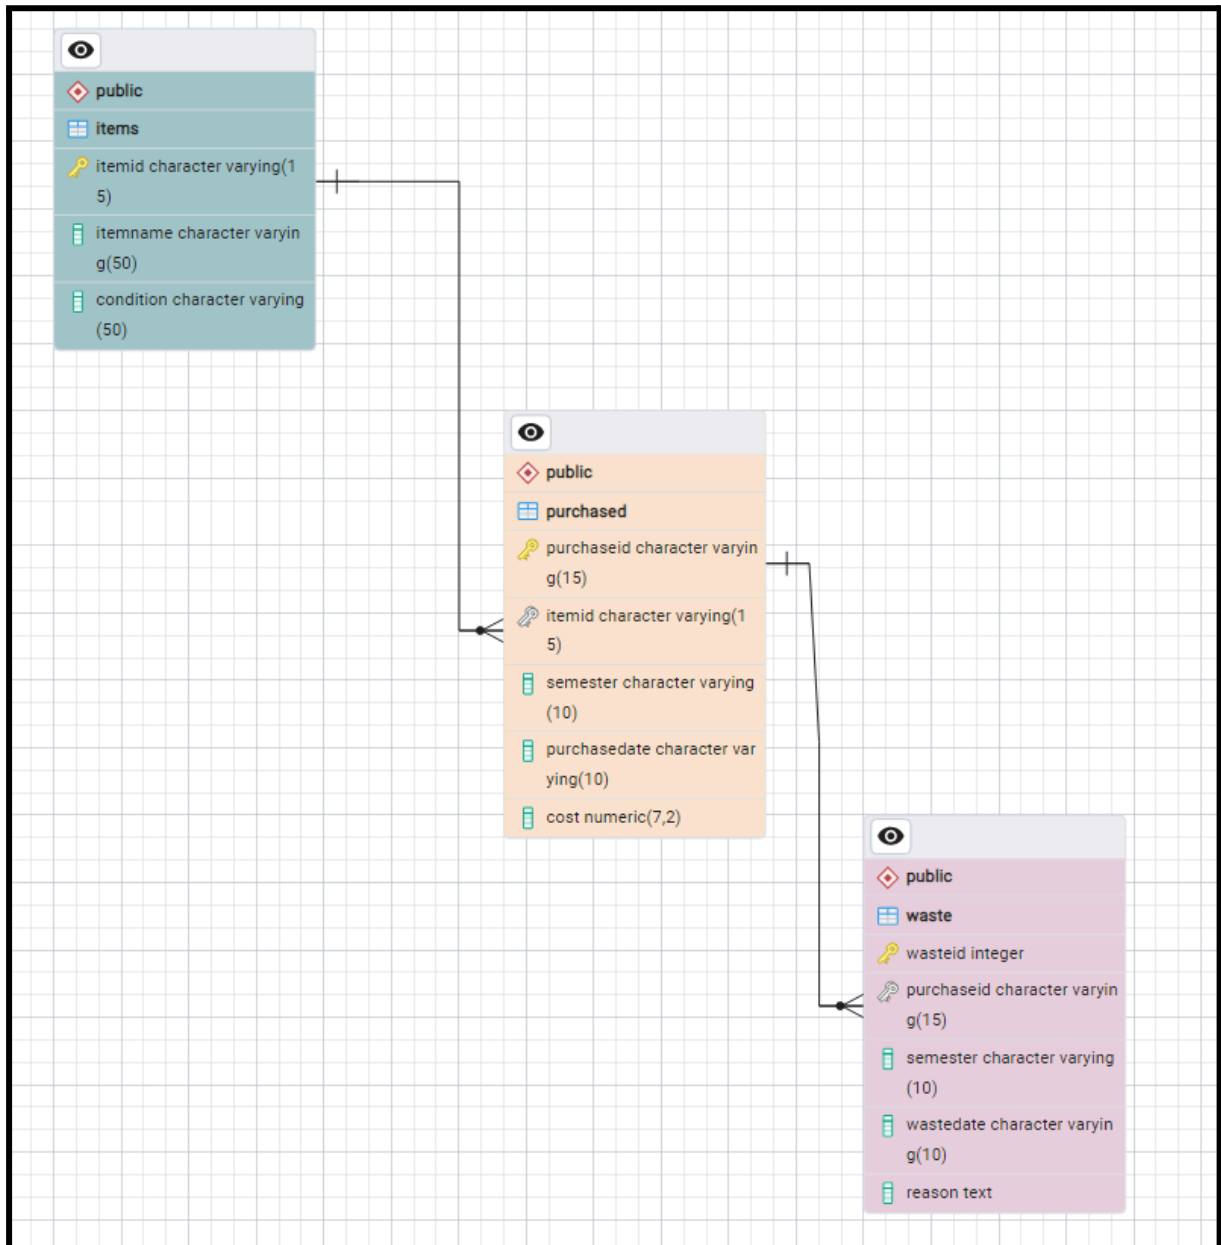 public
items
itemid character varying(1
5)
itemname character varyin
g(50)
condition character varying
(50)
public
purchased
purchaseid character varyin
g(15)
itemid character varying(1
5)
semester character varying
(10)
purchasedate character var
ying(10)
cost numeric(7,2)
public
waste
wasteid integer
purchaseid character varyin
g(15)
semester character varying
(10)
wastedate character varyin
g(10)
reason text